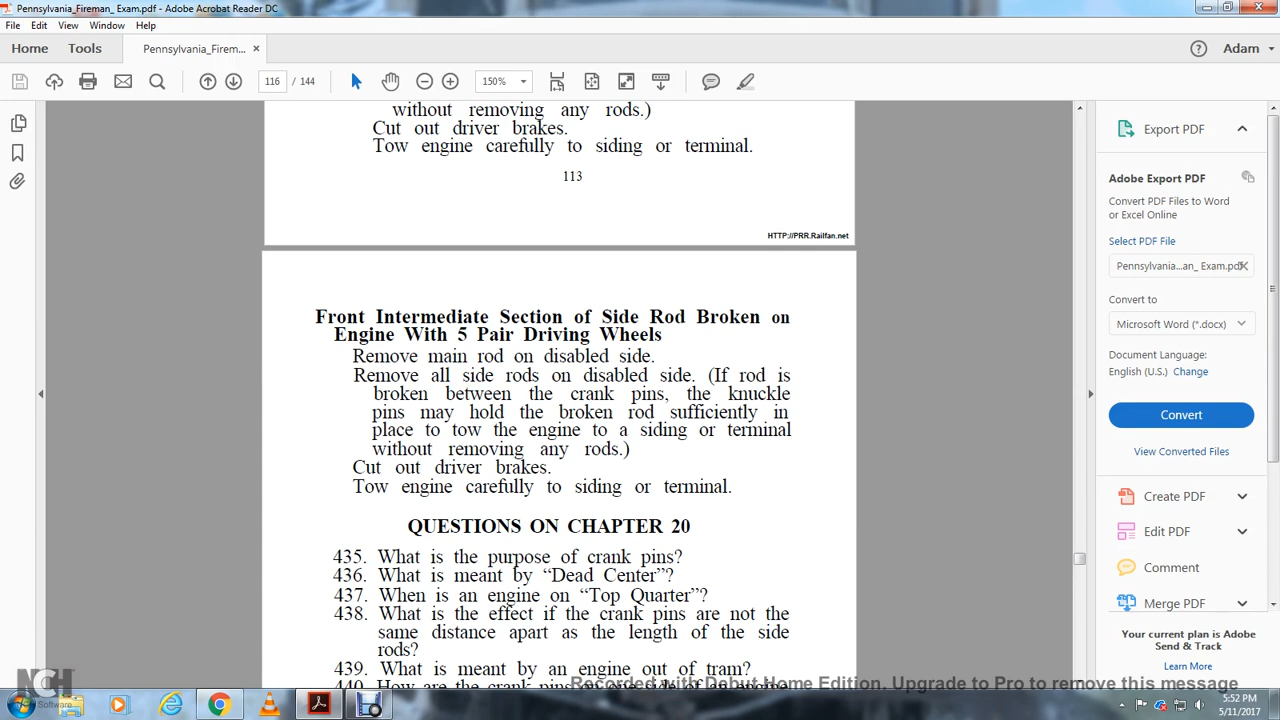 Pennsylvania_Fireman_ Exam.pdf - Adobe Acrobat Reader DC
File Edit View Window Help
Home Tools Pennsylvania_Firem... × Adam
116 / 144 150%
without removing any rods.)
Cut out driver brakes.
Tow engine carefully to siding or terminal.
113
HTTP://PRR.Railfan.net
Front Intermediate Section of Side Rod Broken on
Engine With 5 Pair Driving Wheels
Remove main rod on disabled side.
Remove all side rods on disabled side. (If rod is
broken between the crank pins, the knuckle
pins may hold the broken rod sufficiently in
place to tow the engine to a siding or terminal
without removing any rods.)
Cut out driver brakes.
Tow engine carefully to siding or terminal.
QUESTIONS ON CHAPTER 20
435. What is the purpose of crank pins?
436. What is meant by “Dead Center”?
437. When is an engine on “Top Quarter”?
438. What is the effect if the crank pins are not the
same distance apart as the length of the side
rods?
439. What is meant by an engine out of tram?
Export PDF
Adobe Export PDF
Convert PDF Files to Word
or Excel Online
Select PDF File
Pennsylvania...an_ Exam.pdf
Convert to
Microsoft Word (*.docx)
Document Language:
English (U.S.) Change
Convert
View Converted Files
Create PDF
Edit PDF
Comment
Merge PDF
Your current plan is Adobe
Send & Track
Learn More
NCH Software
Recorded with Debut Home Edition. Upgrade to Pro to remove this message
5:52 PM
5/11/2017